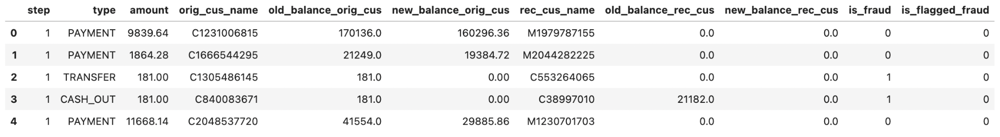 step type amount orig_cus_name old_balance_orig_cus new_balance_orig_cus rec_cus_name old_balance_rec_cus new_balance_rec_cus is_fraud is_flagged_fraud
0 1 PAYMENT 9839.64 C1231006815 170136.0 160296.36 M1979787155 0.0 0.0 0 0
1 1 PAYMENT 1864.28 C1666544295 21249.0 19384.72 M2044282225 0.0 0.0 0 0
2 1 TRANSFER 181.00 C1305486145 181.0 0.00 C553264065 0.0 0.0 1 0
3 1 CASH_OUT 181.00 C840083671 181.0 0.00 C38997010 21182.0 0.0 1 0
4 1 PAYMENT 11668.14 C2048537720 41554.0 29885.86 M1230701703 0.0 0.0 0 0